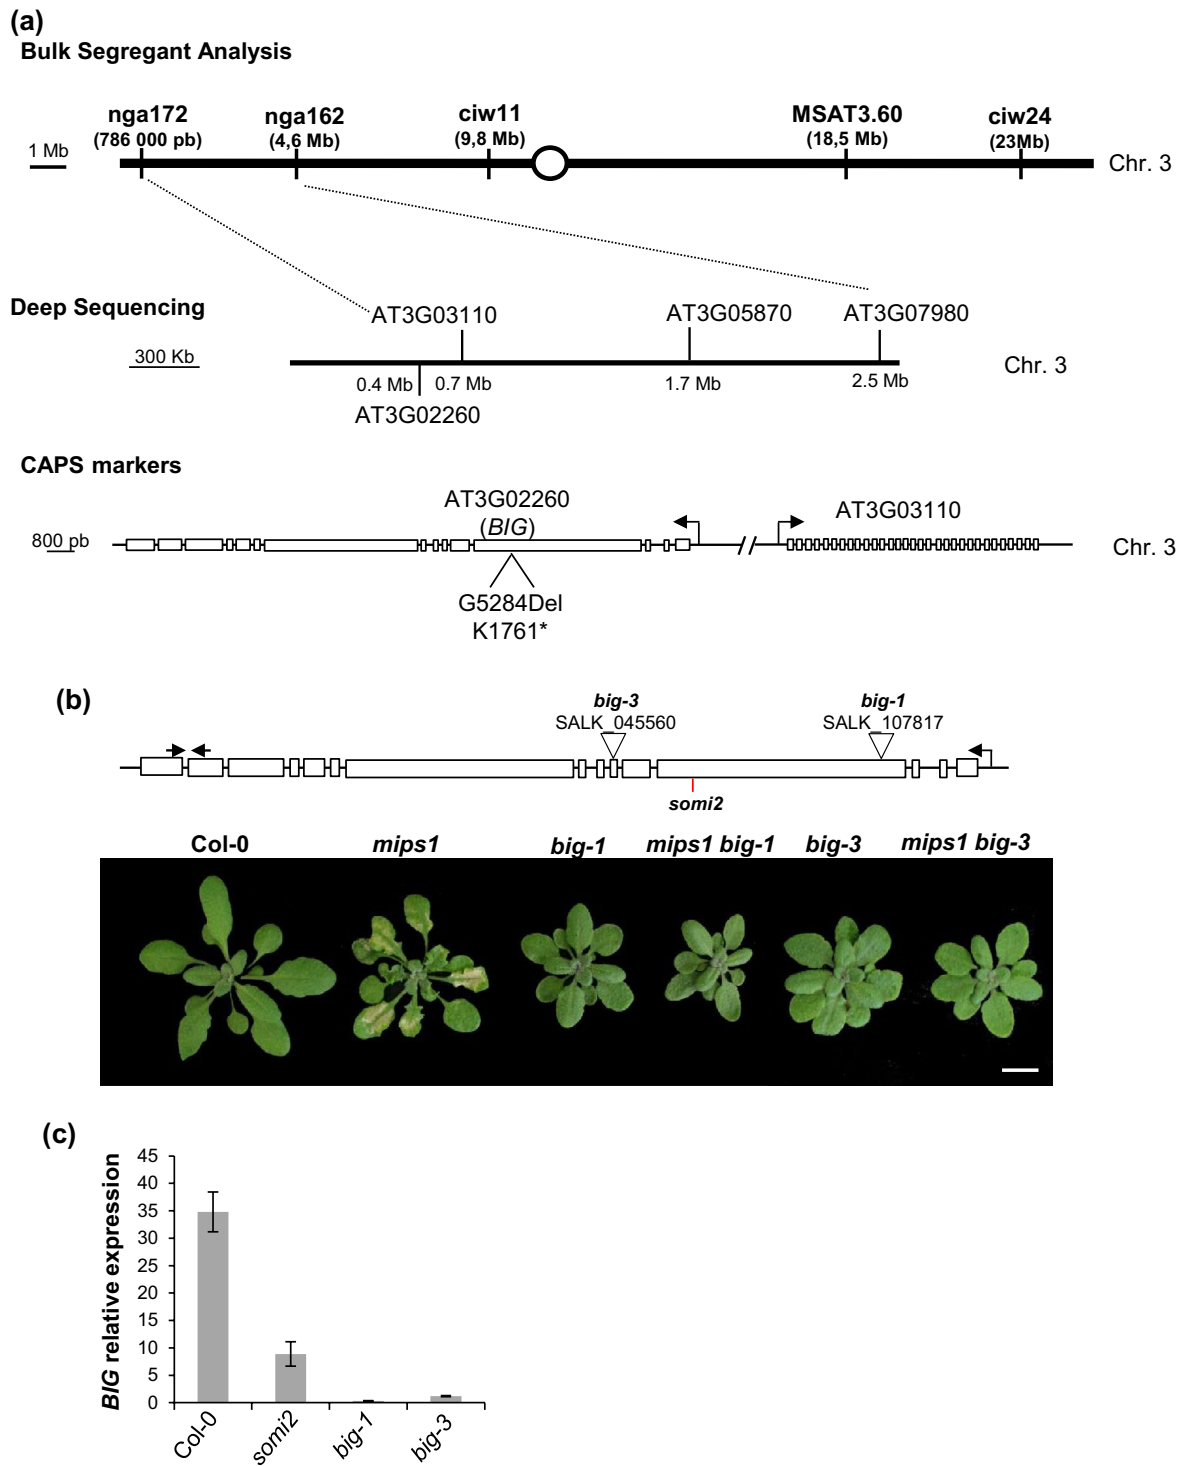 (a)
Bulk Segregant Analysis
nga172 nga162 ciw11 MSAT3.60 ciw24
(786 000 pb) (4,6 Mb) (9,8 Mb) (18,5 Mb) (23Mb)
1 Mb
Chr. 3
Deep Sequencing
AT3G03110 AT3G05870 AT3G07980
300 Kb
Chr. 3
0.4 Mb 0.7 Mb 1.7 Mb 2.5 Mb
AT3G02260
CAPS markers
AT3G02260
(BIG)
AT3G03110
800 pb
Chr. 3
G5284Del
K1761*
(b)
big-3 big-1
SALK_045560 SALK_107817
somi2
Col-0 mips1 big-1 mips1 big-1 big-3 mips1 big-3
(c)
BIG relative expression
45
40
35
30
25
20
15
10
5
0
Col-0 somi2 big-1 big-3